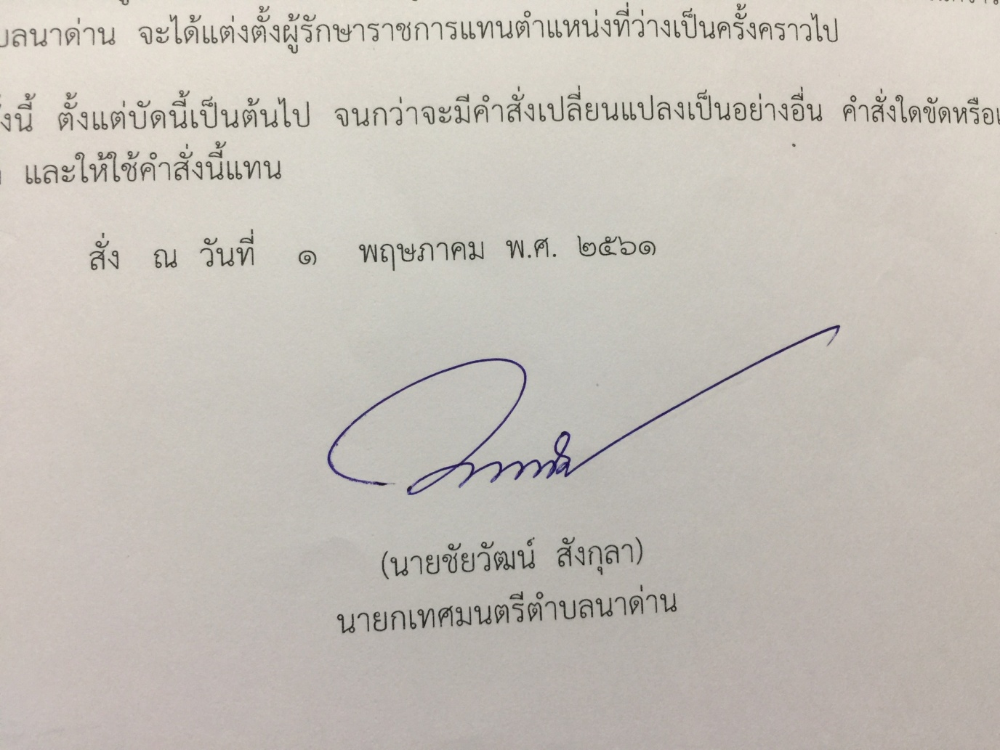 บลนาด่าน จะได้แต่งตั้งผู้รักษาราชการแทนตำแหน่งที่ว่างเป็นครั้งคราวไป
ตั้งแต่บัดนี้เป็นต้นไป จนกว่าจะมีคำสั่งเปลี่ยนแปลงเป็นอย่างอื่น คำสั่งใดขัดหรือ
และให้ใช้คำสั่งนี้แทน
สั่ง ณ วันที่ ๑ พฤษภาคม พ.ศ. ๒๕๖๑
(นายชัยวัฒน์ สังกุลา)
นายกเทศมนตรีตำบลนาด่าน